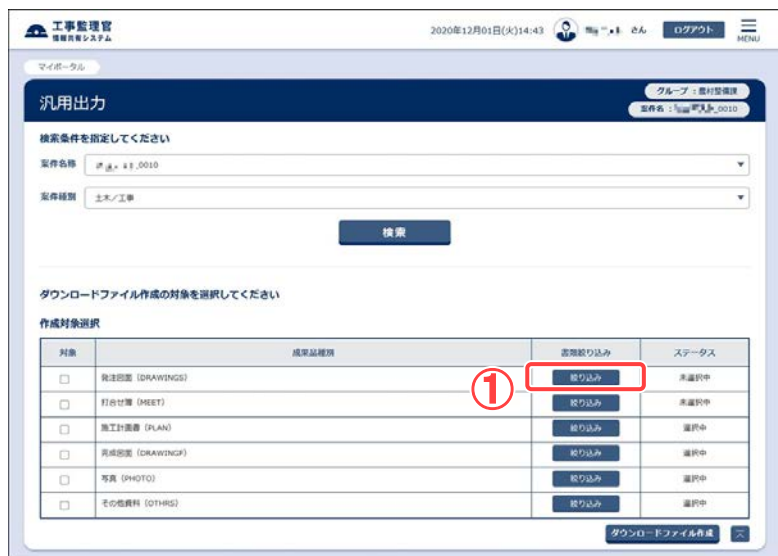 工事監理官
情報共有システム
2020年12月01日(火)14:43
さん
ログアウト
MENU
マイポータル
汎用出力
グループ：農村整備課
案件名：_0010
検索条件を指定してください
案件名称
.0010
案件種別
土木/工事
検索
ダウンロードファイル作成の対象を選択してください
作成対象選択
対象 成果品種別 書類絞り込み ステータス
発注図面 (DRAWINGS) 絞り込み 未選択中
①
打合せ簿 (MEET) 絞り込み 未選択中
施工計画書 (PLAN) 絞り込み 選択中
完成図面 (DRAWINGF) 絞り込み 選択中
写真 (PHOTO) 絞り込み 選択中
その他資料 (OTHRS) 絞り込み 選択中
ダウンロードファイル作成